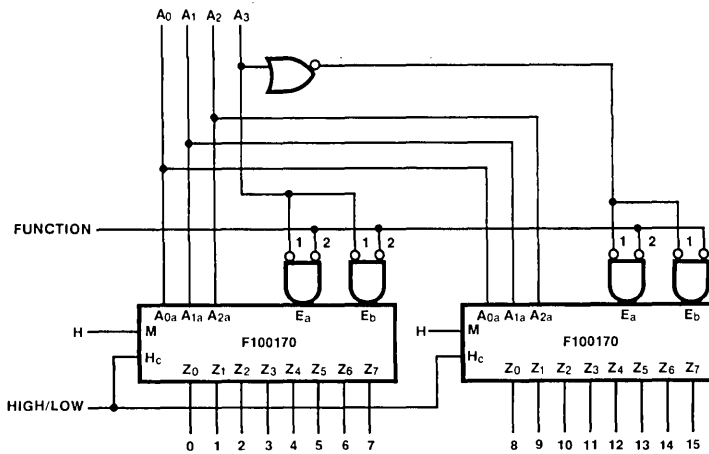 A0 A1 A2 A3
FUNCTION
1 2 1 2 1 2 1 2
A0a A1a A2a Ea Eb A0a A1a A2a Ea Eb
H M F100170 H M F100170
Hc Hc
Z0 Z1 Z2 Z3 Z4 Z5 Z6 Z7 Z0 Z1 Z2 Z3 Z4 Z5 Z6 Z7
HIGH/LOW
0 1 2 3 4 5 6 7 8 9 10 11 12 13 14 15